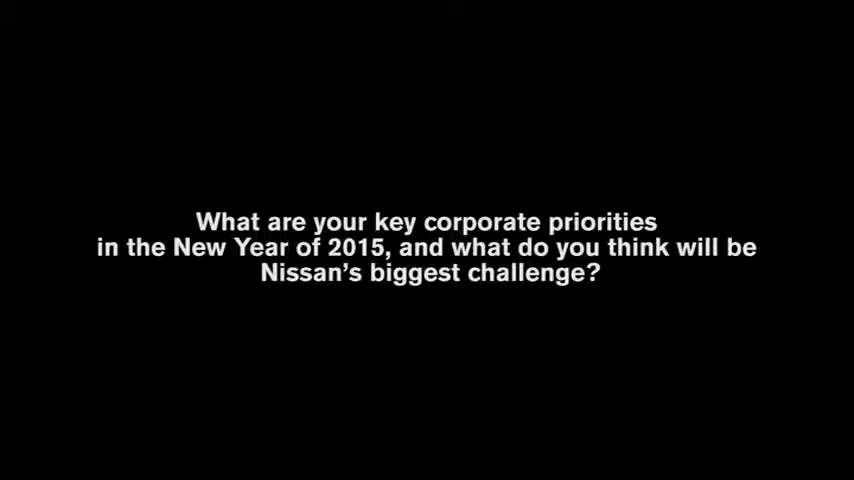 What are your key corporate priorities
in the New Year of 2015, and what do you think will be
Nissan’s biggest challenge?